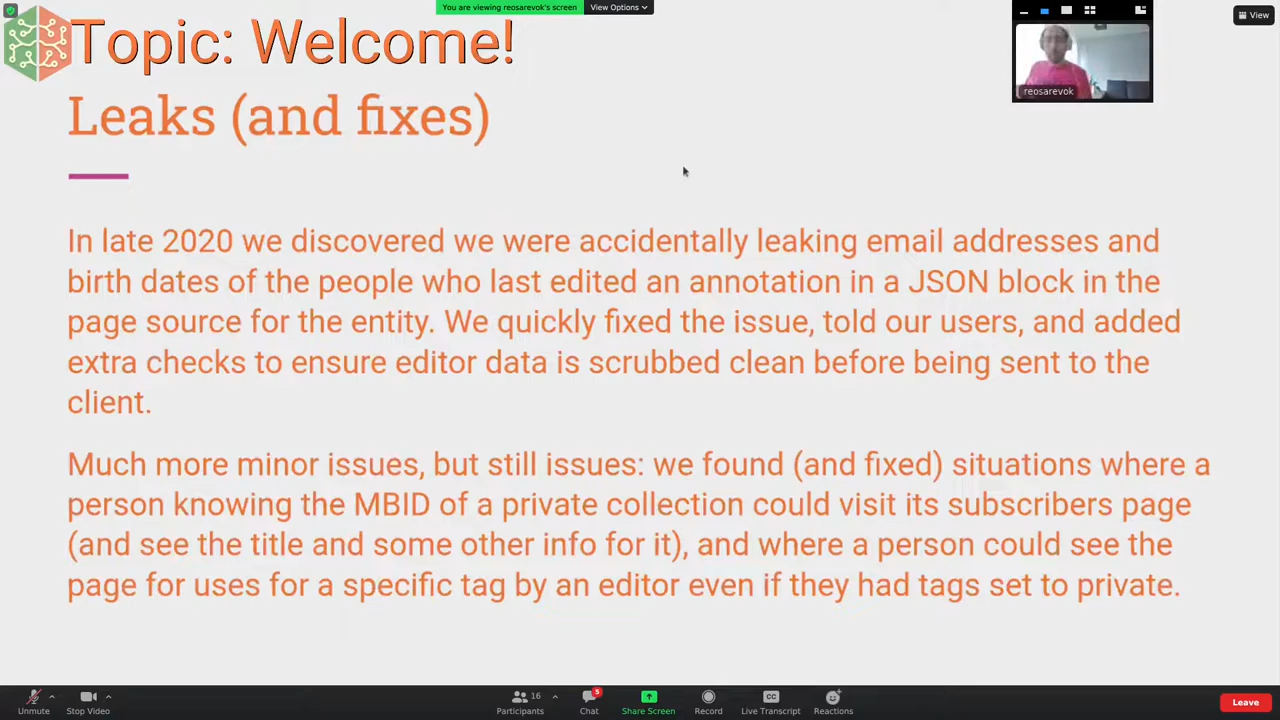 You are viewing reosarevok's screen
View Options
View
Topic: Welcome!
reosarevok
Leaks (and fixes)
In late 2020 we discovered we were accidentally leaking email addresses and
birth dates of the people who last edited an annotation in a JSON block in the
page source for the entity. We quickly fixed the issue, told our users, and added
extra checks to ensure editor data is scrubbed clean before being sent to the
client.
Much more minor issues, but still issues: we found (and fixed) situations where a
person knowing the MBID of a private collection could visit its subscribers page
(and see the title and some other info for it), and where a person could see the
page for uses for a specific tag by an editor even if they had tags set to private.
16
5
CC
Unmute
Stop Video
Participants
Chat
Share Screen
Record
Live Transcript
Reactions
Leave